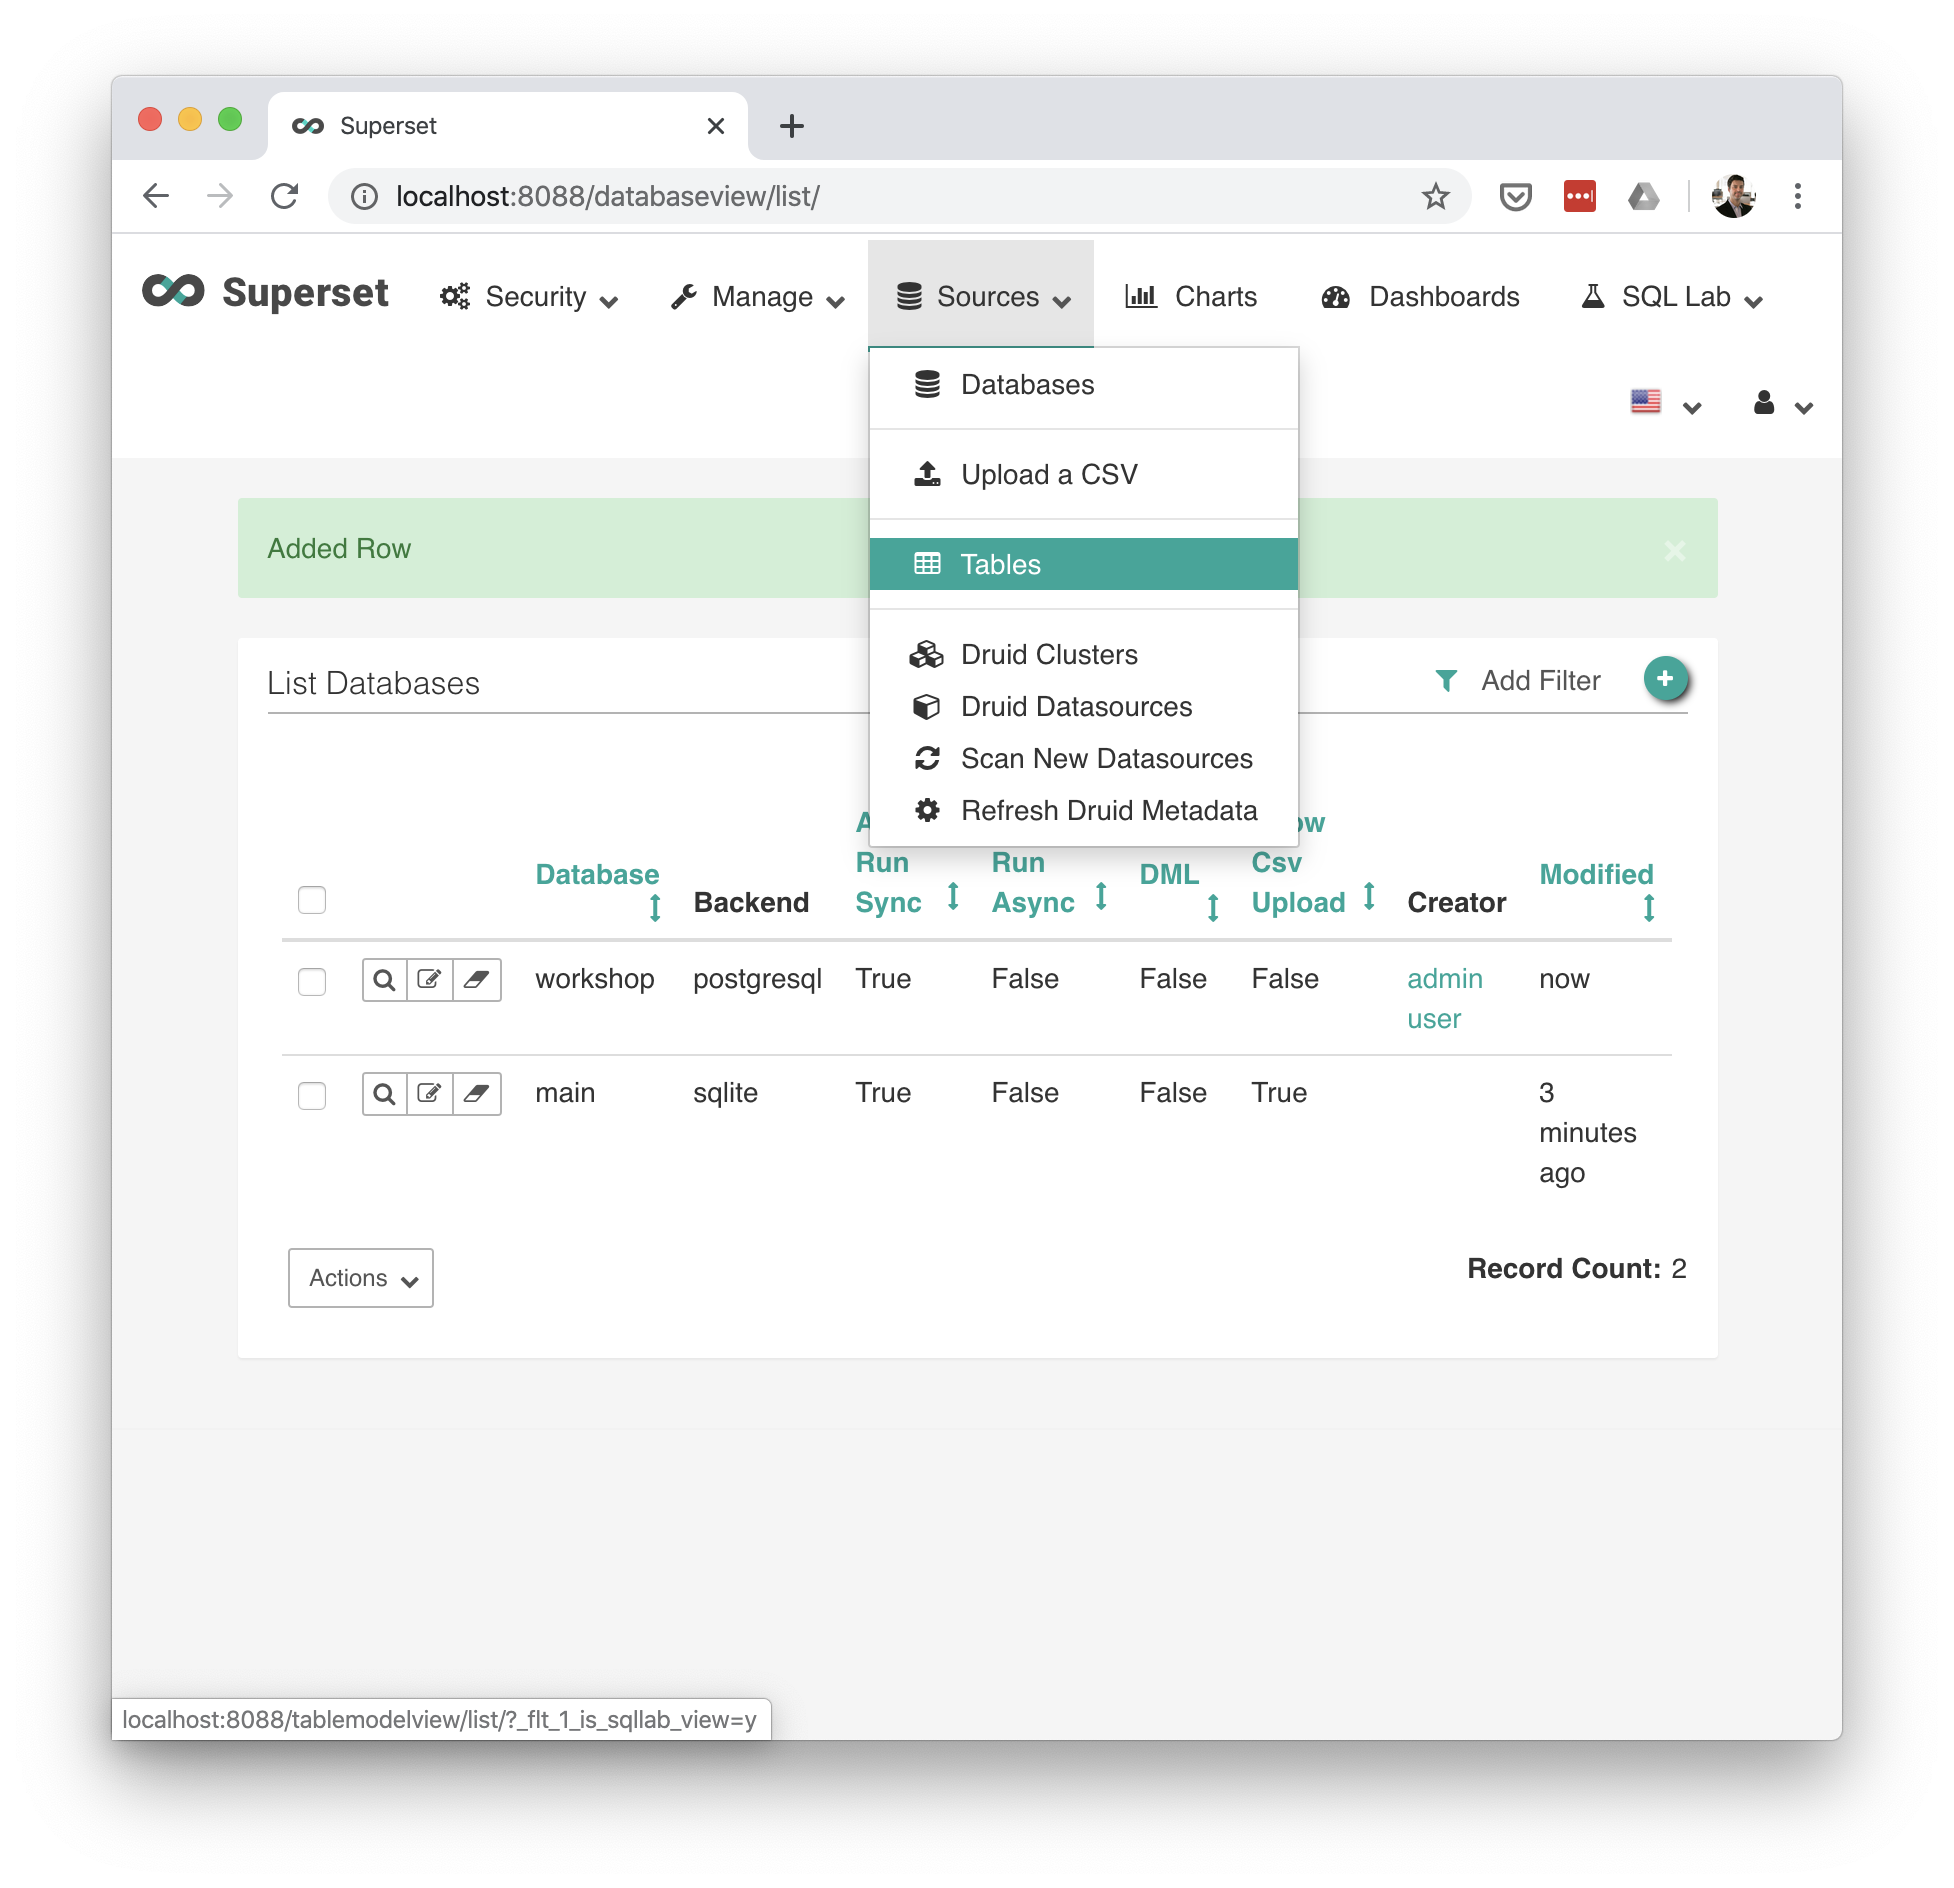 Superset
localhost:8088/databaseview/list/
Superset
Security
Manage
Sources
Charts
Dashboards
SQL Lab
Databases
Upload a CSV
Tables
Druid Clusters
Druid Datasources
Scan New Datasources
Refresh Druid Metadata
Added Row
List Databases
Add Filter
Database
Backend
Run
Sync
Run
Async
DML
Csv
Upload
Creator
Modified
workshop postgresql True False False False admin user now
main sqlite True False False True 3 minutes ago
Actions
Record Count: 2
localhost:8088/tablemodelview/list/?_flt_1_is_sqllab_view=y